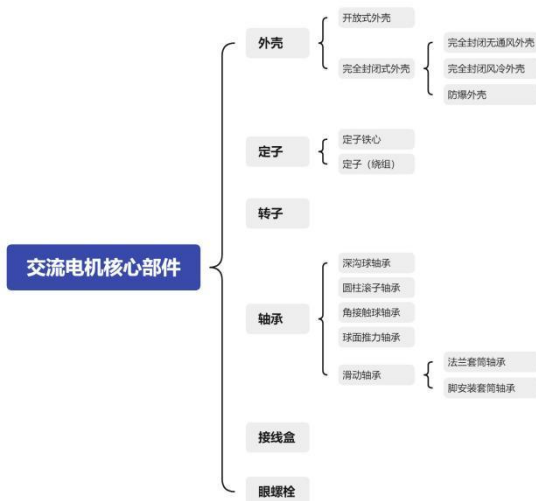 交流电机核心部件
外壳
开放式外壳
完全封闭式外壳
完全封闭无通风外壳
完全封闭风冷外壳
防爆外壳
定子
定子铁心
定子（绕组）
转子
轴承
深沟球轴承
圆柱滚子轴承
角接触球轴承
球面推力轴承
滑动轴承
法兰套筒轴承
脚安装套筒轴承
接线盒
眼螺栓